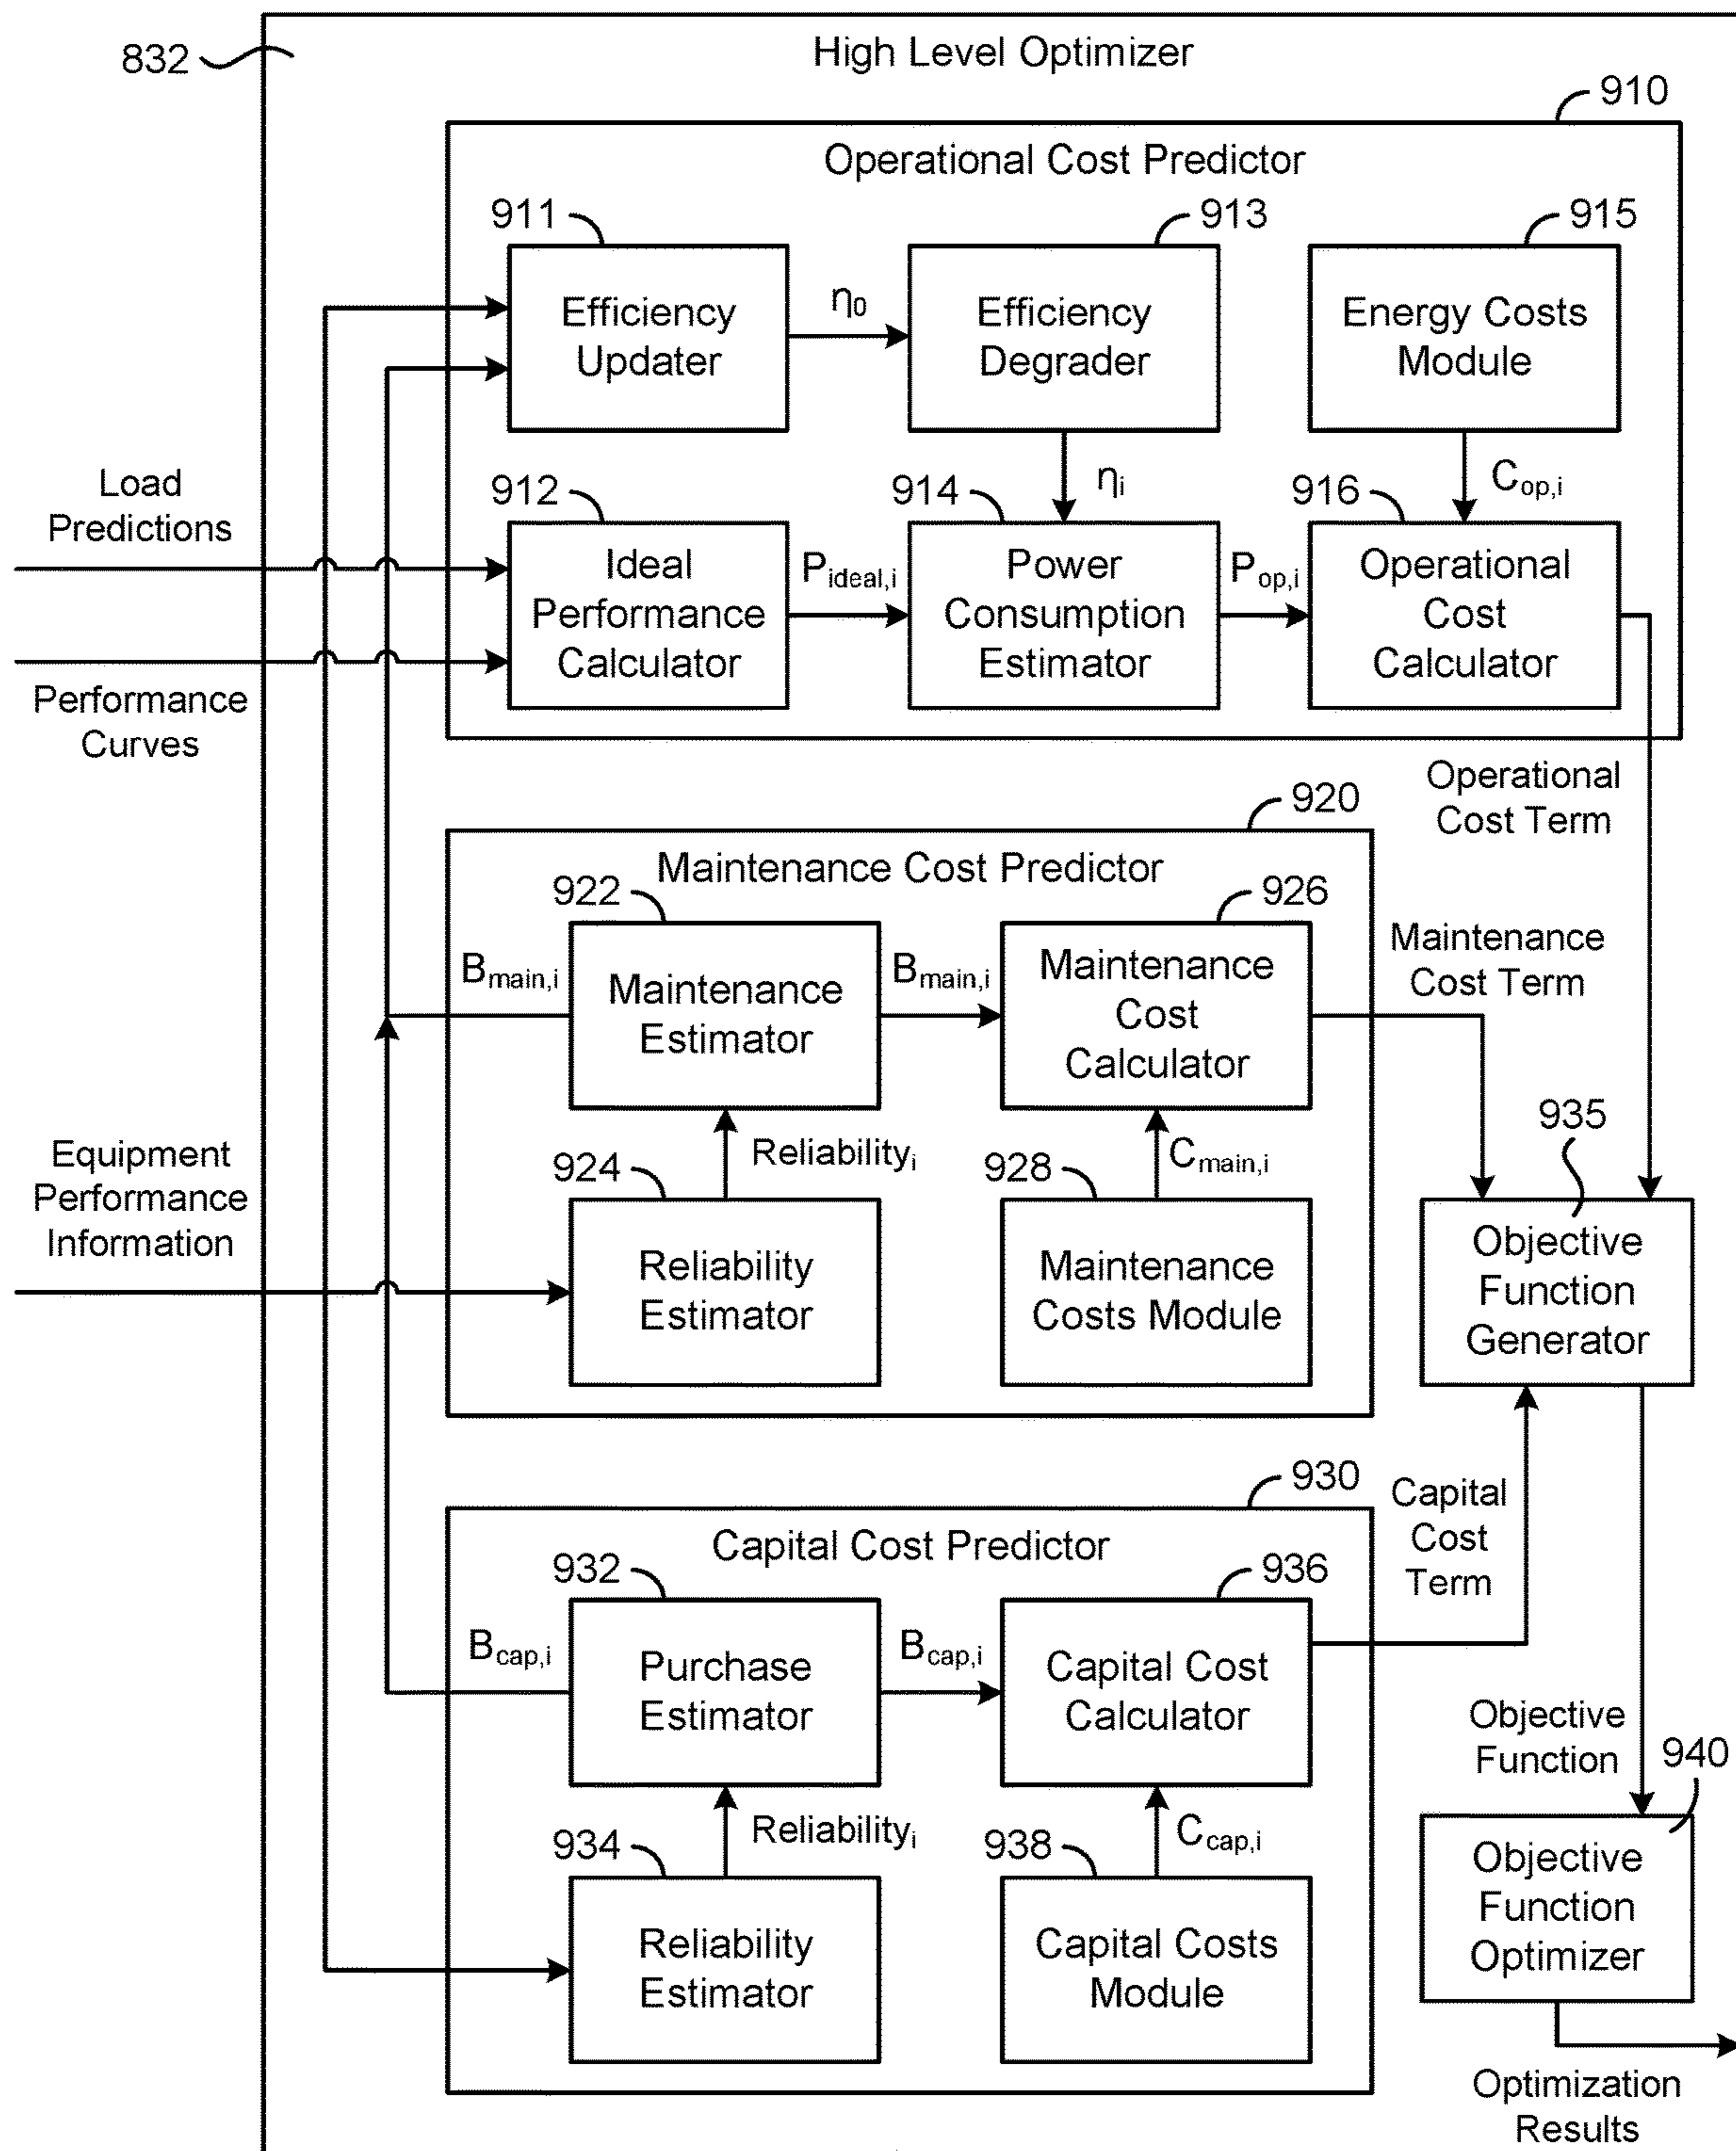 832
High Level Optimizer
910
Operational Cost Predictor
911
913
915
Efficiency
Updater
η0
Efficiency
Degrader
Energy Costs
Module
Load
Predictions
ηi
Cop,i
912
914
916
Ideal
Performance
Calculator
Pideal,i
Power
Consumption
Estimator
Pop,i
Operational
Cost
Calculator
Performance
Curves
Operational
Cost Term
920
Maintenance Cost Predictor
922
926
Bmain,i
Maintenance
Estimator
Bmain,i
Maintenance
Cost
Calculator
Maintenance
Cost Term
Equipment
Performance
Information
924
Reliabilityi
928
Cmain,i
935
Reliability
Estimator
Maintenance
Costs Module
Objective
Function
Generator
930
Capital Cost Predictor
Capital
Cost
Term
932
936
Bcap,i
Purchase
Estimator
Bcap,i
Capital Cost
Calculator
Objective
Function
940
934
Reliabilityi
938
Ccap,i
Reliability
Estimator
Capital Costs
Module
Objective
Function
Optimizer
Optimization
Results